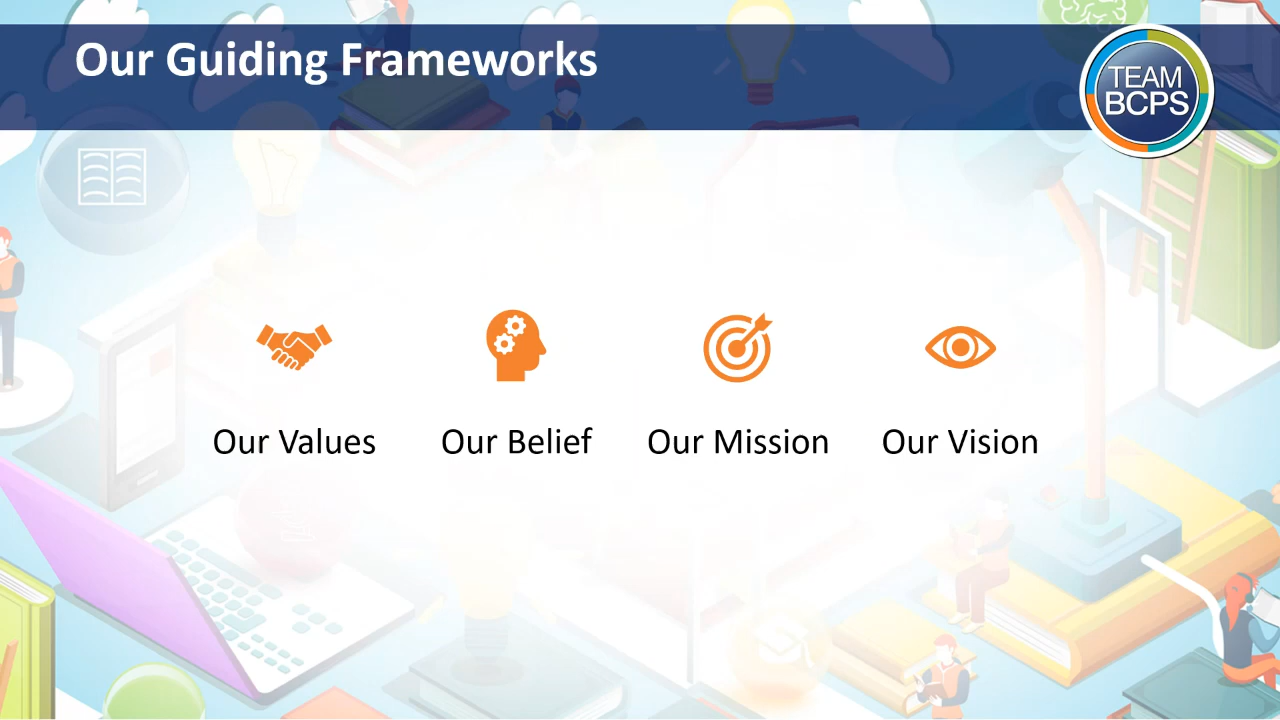 Our Guiding Frameworks
TEAM
BCPS
Our Values
Our Belief
Our Mission
Our Vision